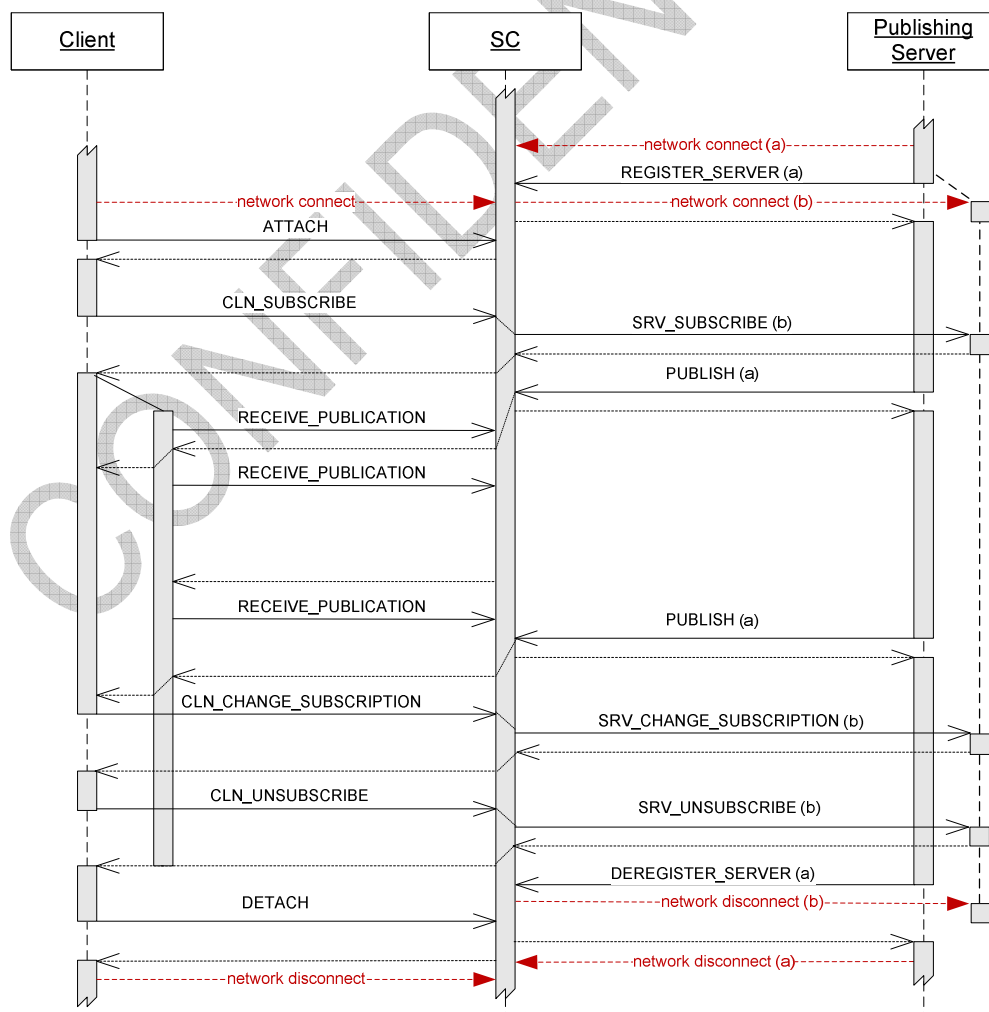 Client
SC
Publishing
Server
network connect (a)
REGISTER_SERVER (a)
network connect
network connect (b)
ATTACH
CLN_SUBSCRIBE
SRV_SUBSCRIBE (b)
PUBLISH (a)
RECEIVE_PUBLICATION
RECEIVE_PUBLICATION
RECEIVE_PUBLICATION
PUBLISH (a)
CLN_CHANGE_SUBSCRIPTION
SRV_CHANGE_SUBSCRIPTION (b)
CLN_UNSUBSCRIBE
SRV_UNSUBSCRIBE (b)
DEREGISTER_SERVER (a)
DETACH
network disconnect (b)
network disconnect (a)
network disconnect
CONFIDEN